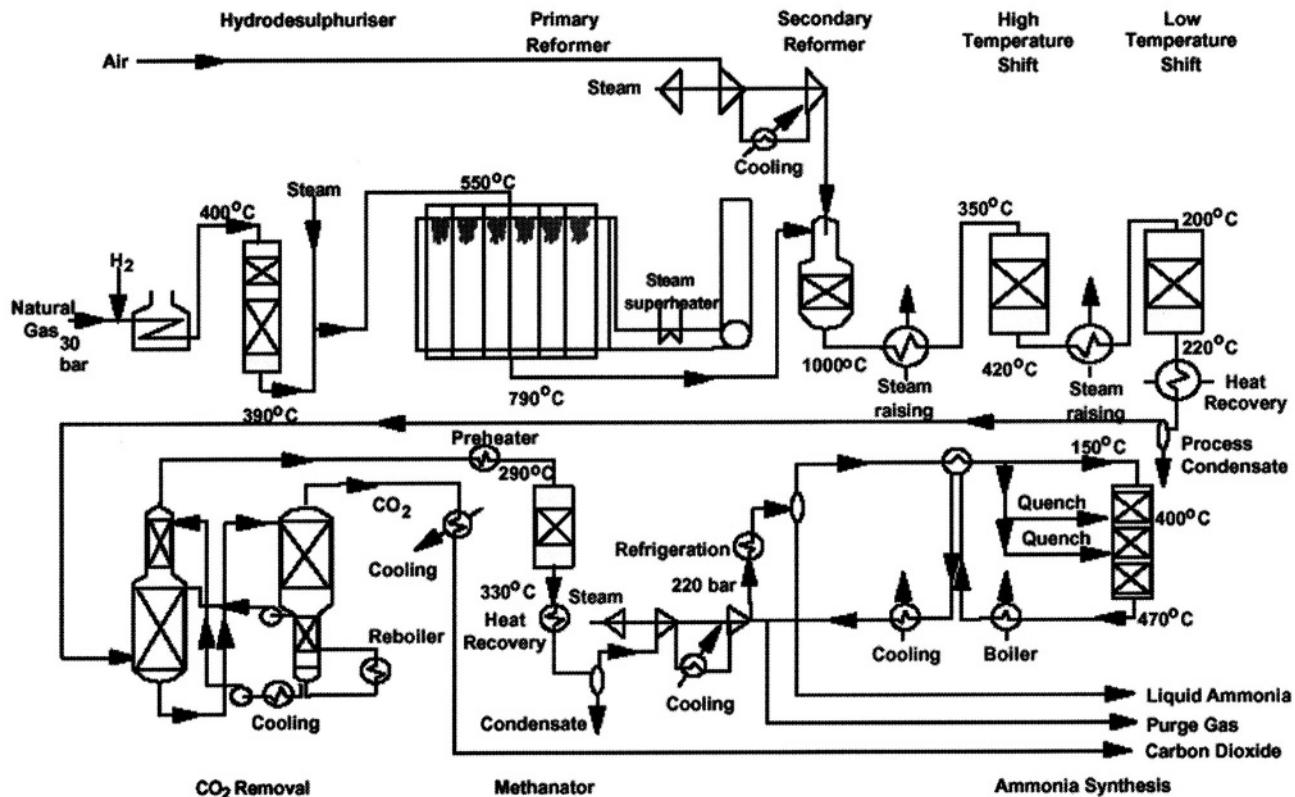 Hydrodesulphuriser
Primary
Reformer
Secondary
Reformer
High
Temperature
Shift
Low
Temperature
Shift
Air
Steam
Cooling
Steam
400°C
550°C
350°C
200°C
H2
Natural
Gas
30
bar
Steam
superheater
390°C
790°C
1000°C
Steam
raising
420°C
Steam
raising
220°C
Heat
Recovery
Process
Condensate
Preheater
290°C
150°C
CO2
Cooling
Quench
400°C
Quench
Refrigeration
220 bar
330°C
Heat
Recovery
Steam
470°C
Reboiler
Cooling
Boiler
Cooling
Condensate
Cooling
Liquid Ammonia
Purge Gas
Carbon Dioxide
CO2 Removal
Methanator
Ammonia Synthesis